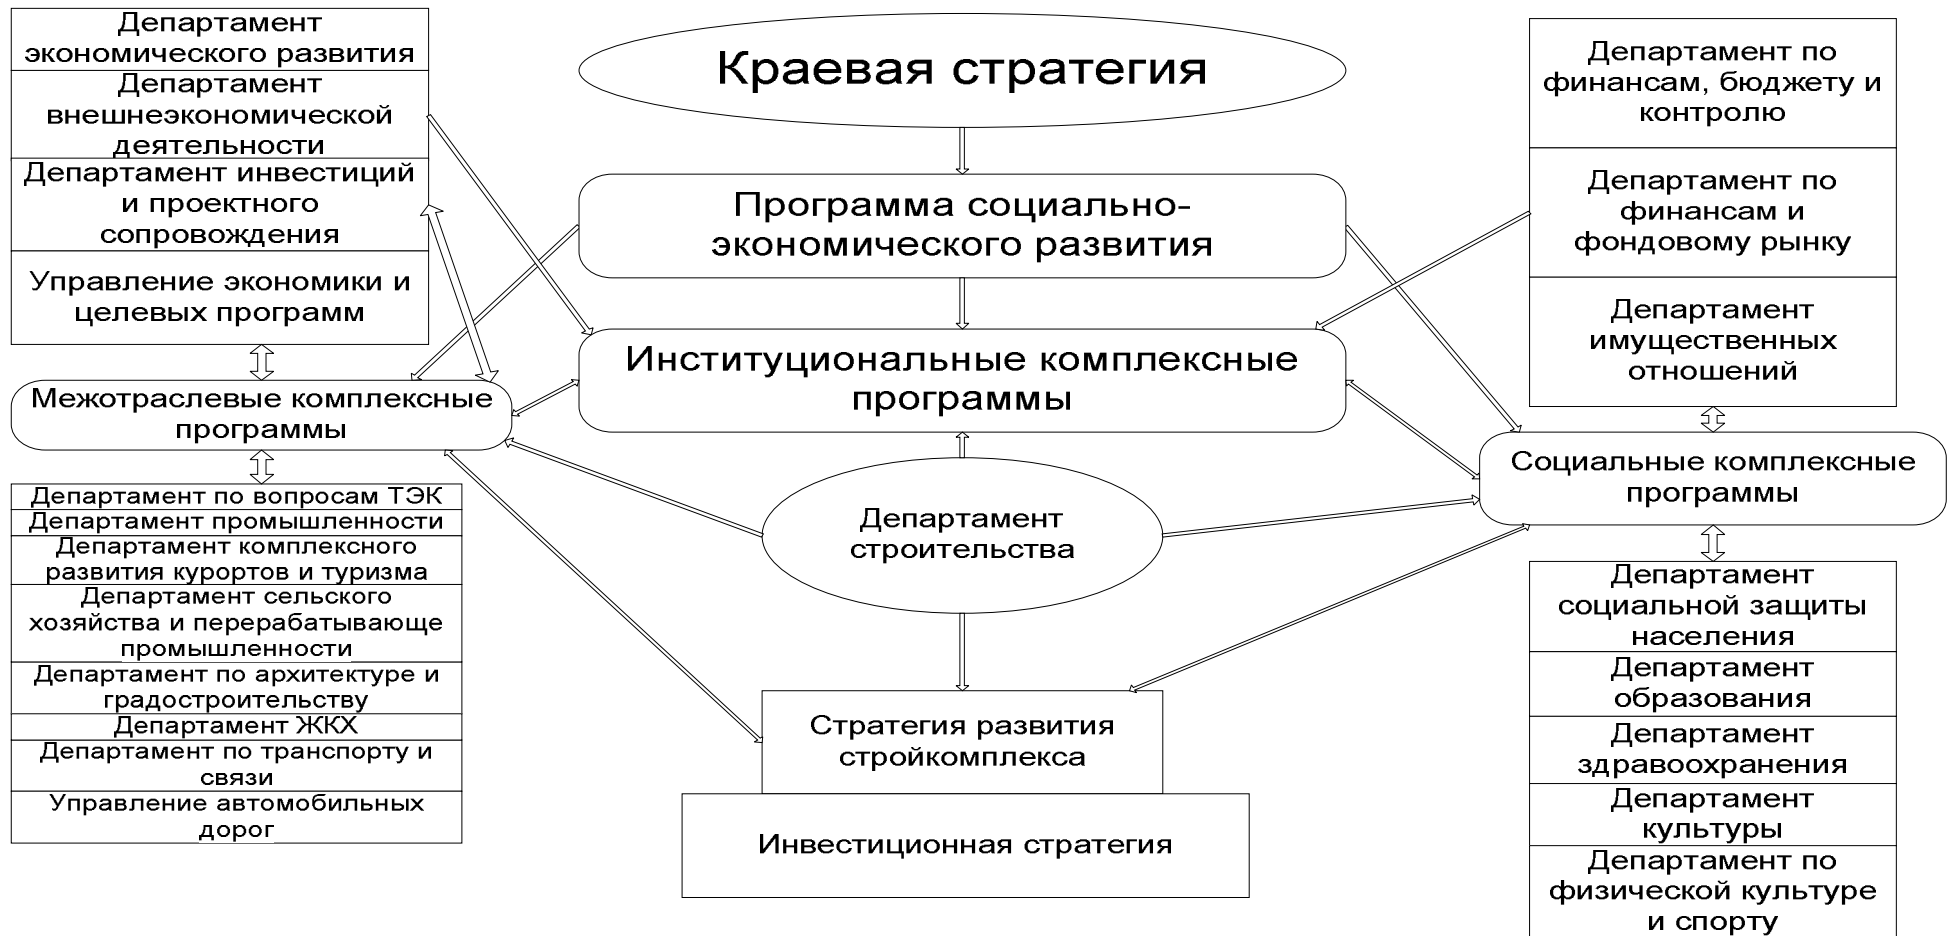 Департамент
экономического развития
Департамент
внешнеэкономической
деятельности
Департамент инвестиций
и проектного
сопровождения
Управление экономики и
целевых программ
Межотраслевые комплексные
программы
Департамент по вопросам ТЭК
Департамент промышленности
Департамент комплексного
развития курортов и туризма
Департамент сельского
хозяйства и перерабатывающе
промышленности
Департамент по архитектуре и
градостроительству
Департамент ЖКХ
Департамент по транспорту и
связи
Управление автомобильных
дорог
Краевая стратегия
Программа социально-
экономического развития
Институциональные комплексные
программы
Департамент
строительства
Стратегия развития
стройкомплекса
Инвестиционная стратегия
Департамент по
финансам, бюджету и
контролю
Департамент по
финансам и
фондовому рынку
Департамент
имущественных
отношений
Социальные комплексные
программы
Департамент
социальной защиты
населения
Департамент
образования
Департамент
здравоохранения
Департамент
культуры
Департамент по
физической культуре
и спорту